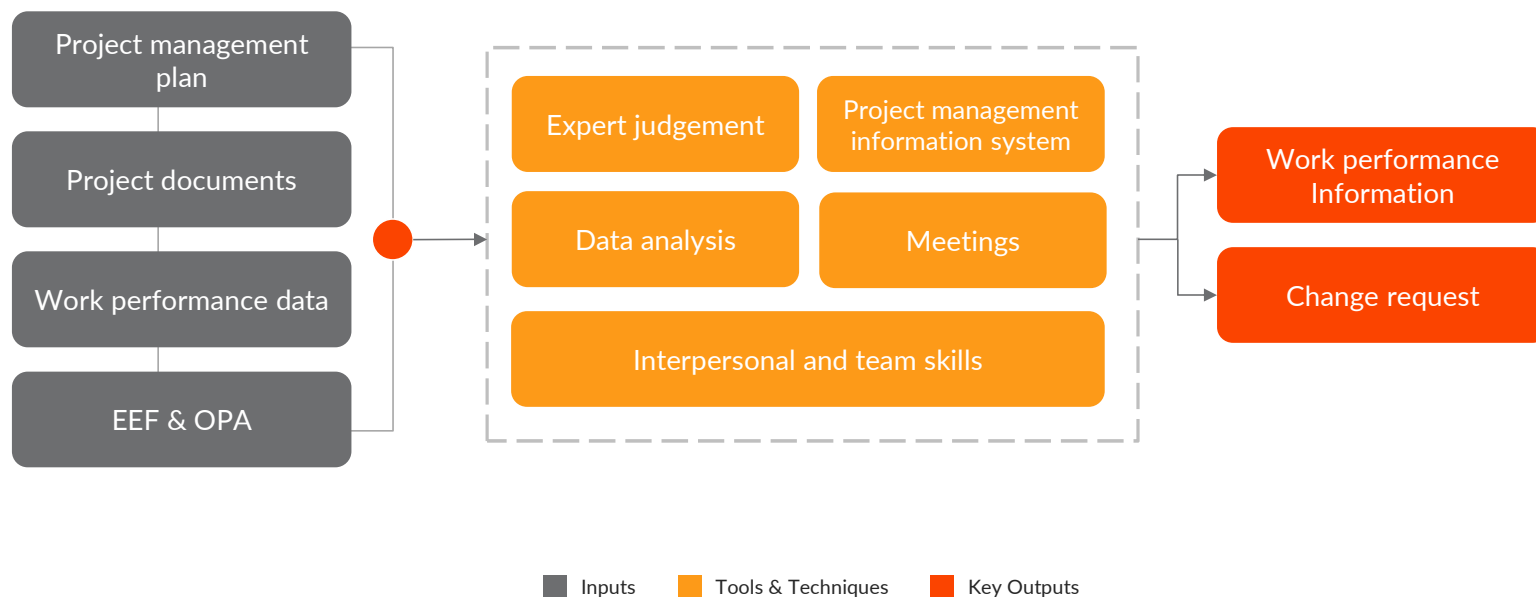 Project management
plan
Project documents
Work performance data
EEF & OPA
Expert judgement
Project management
information system
Data analysis
Meetings
Interpersonal and team skills
Work performance
Information
Change request
Inputs
Tools & Techniques
Key Outputs